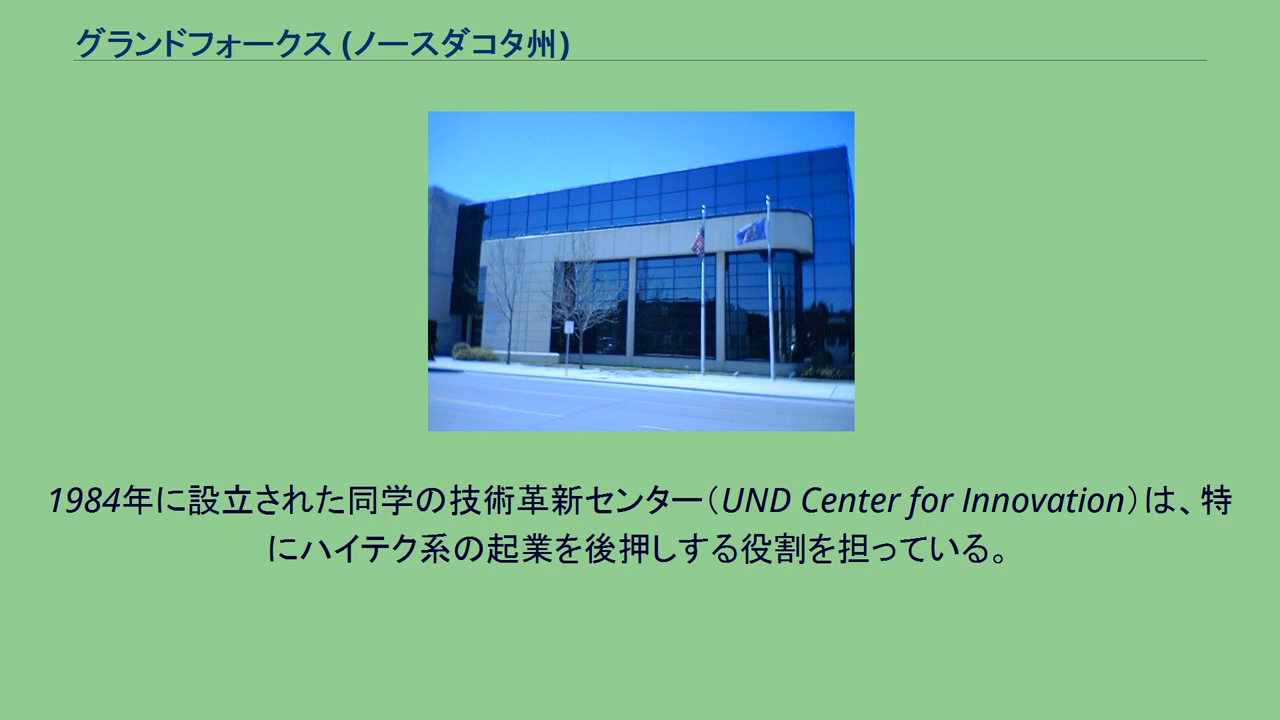 グランドフォークス (ノースダコタ州)
1984年に設立された同学の技術革新センター（UND Center for Innovation）は、特
にハイテク系の起業を後押しする役割を担っている。